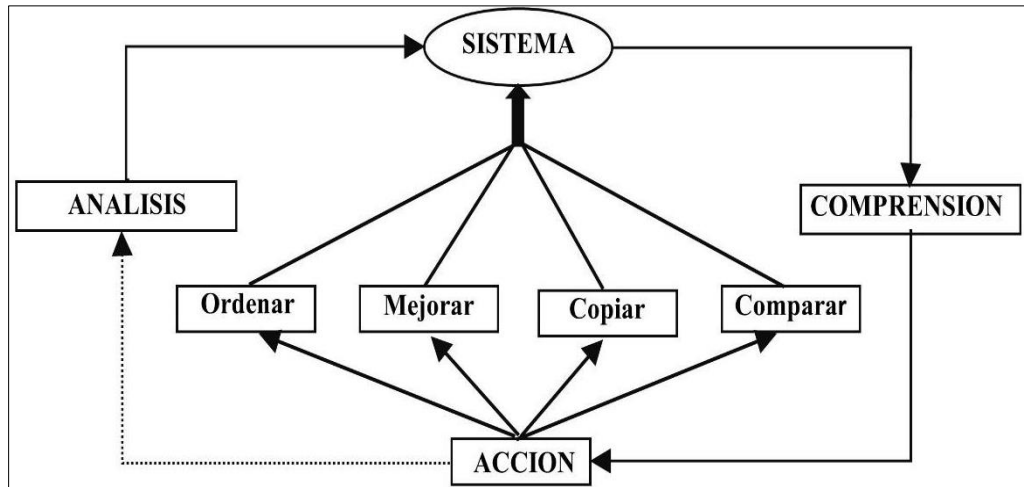 SISTEMA
ANALISIS
COMPRENSION
Ordenar
Mejorar
Copiar
Comparar
ACCION